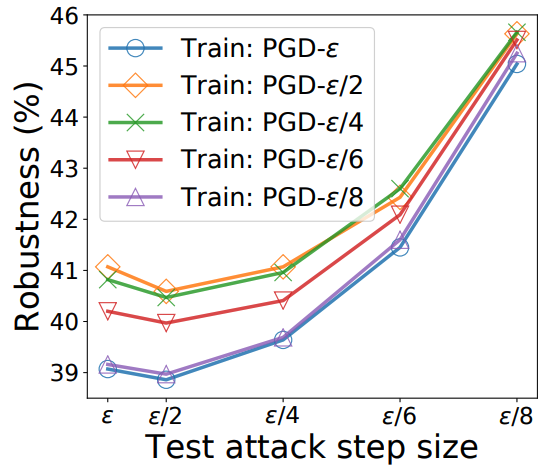 Robustness (%)
46
45
44
43
42
41
40
39
Train: PGD-ε
Train: PGD-ε/2
Train: PGD-ε/4
Train: PGD-ε/6
Train: PGD-ε/8
ε ε/2 ε/4 ε/6 ε/8
Test attack step size